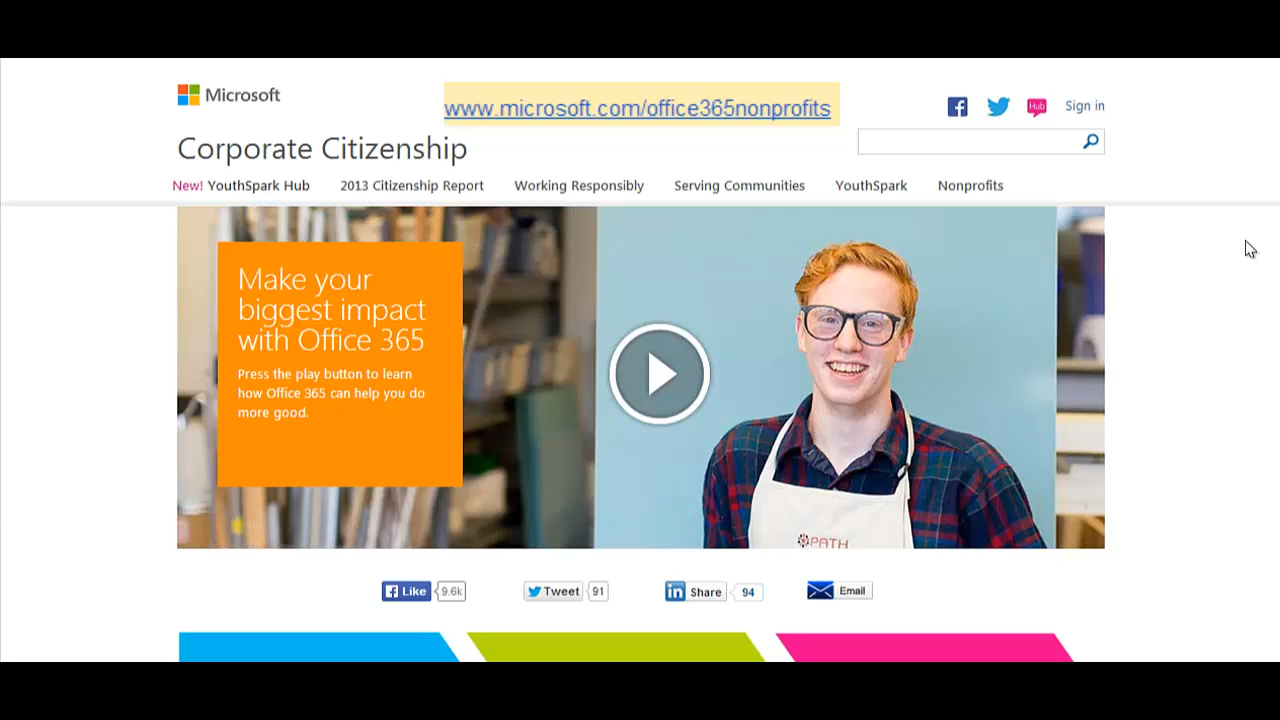 Microsoft
www.microsoft.com/office365nonprofits
Hub
Sign in
Corporate Citizenship
New! YouthSpark Hub
2013 Citizenship Report
Working Responsibly
Serving Communities
YouthSpark
Nonprofits
Make your
biggest impact
with Office 365
Press the play button to learn
how Office 365 can help you do
more good.
PATH
Like
9.6k
Tweet
91
in
Share
94
Email